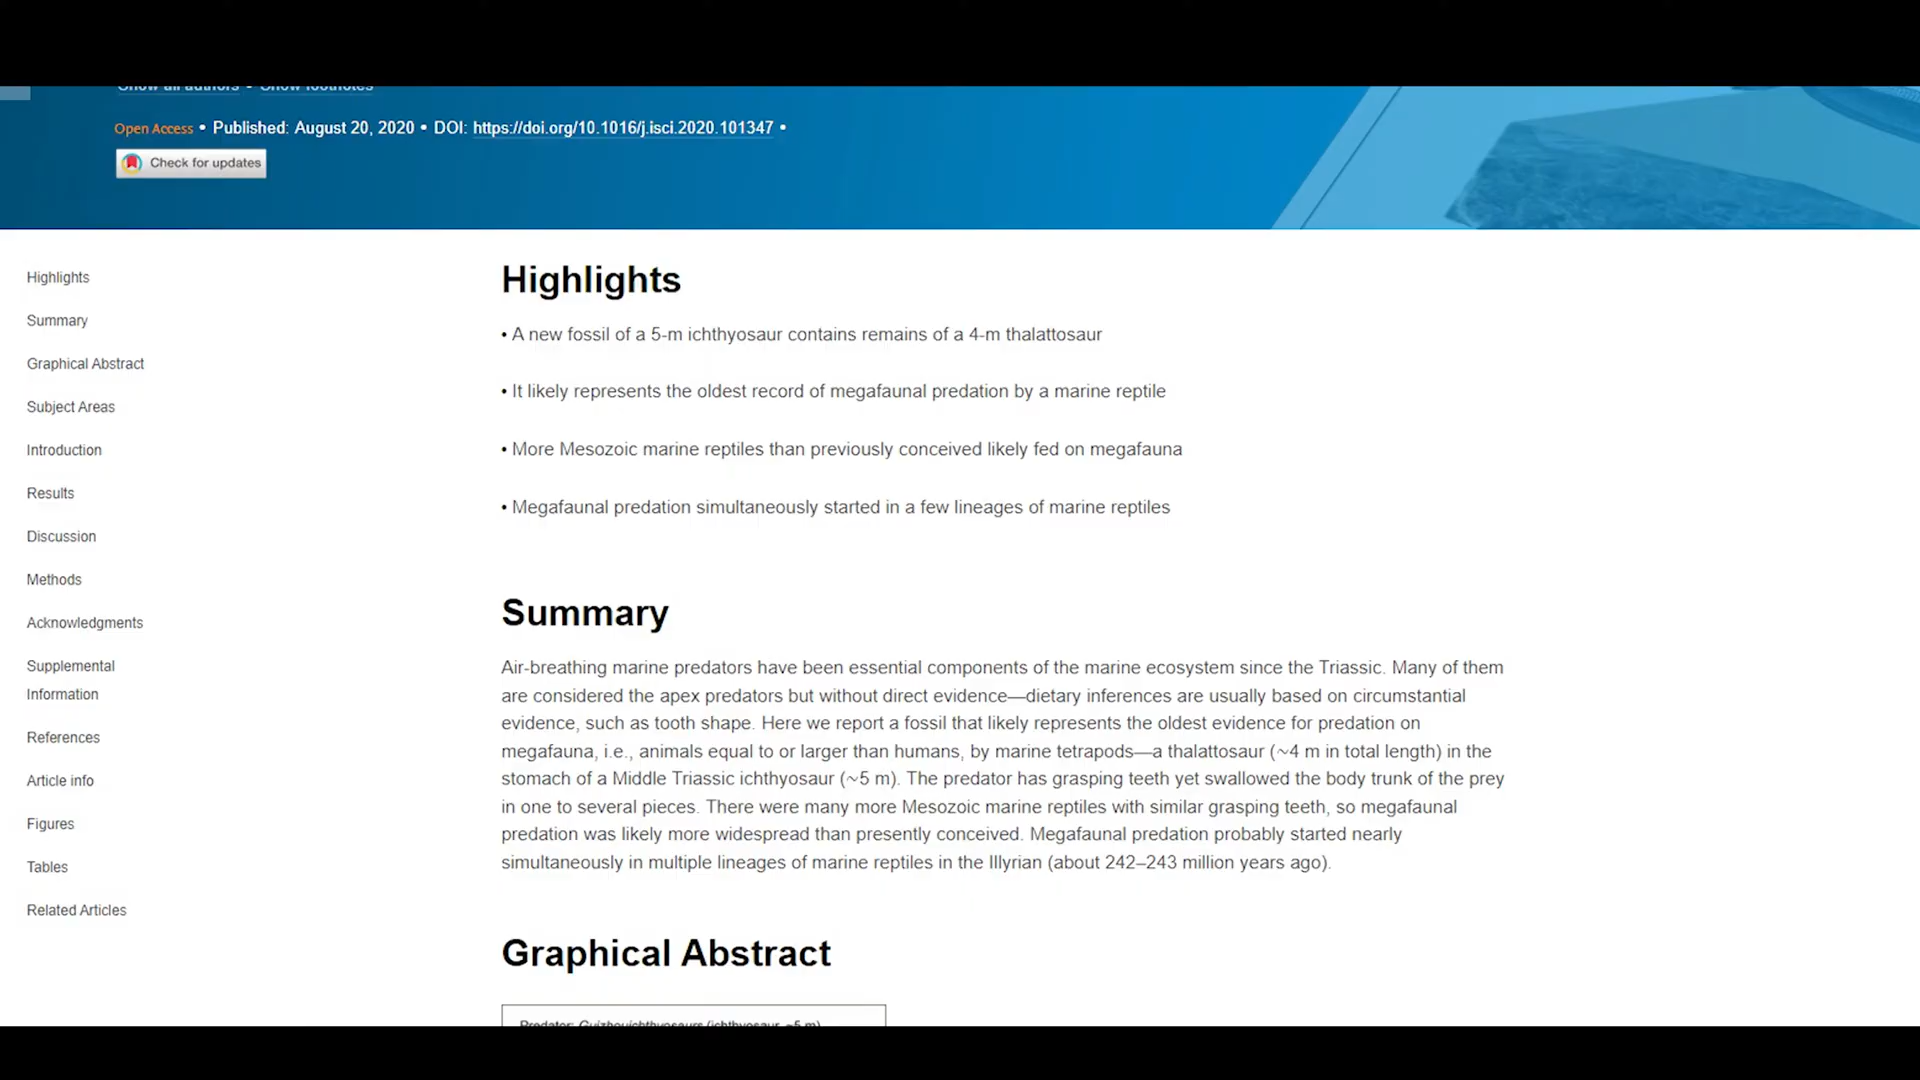 Show all authors • Show footnotes
Open Access • Published: August 20, 2020 • DOI: https://doi.org/10.1016/j.isci.2020.101347 •
Check for updates
Highlights
Summary
Graphical Abstract
Subject Areas
Introduction
Results
Discussion
Methods
Acknowledgments
Supplemental
Information
References
Article info
Figures
Tables
Related Articles
Highlights
• A new fossil of a 5-m ichthyosaur contains remains of a 4-m thalattosaur
• It likely represents the oldest record of megafaunal predation by a marine reptile
• More Mesozoic marine reptiles than previously conceived likely fed on megafauna
• Megafaunal predation simultaneously started in a few lineages of marine reptiles
Summary
Air-breathing marine predators have been essential components of the marine ecosystem since the Triassic. Many of them
are considered the apex predators but without direct evidence—dietary inferences are usually based on circumstantial
evidence, such as tooth shape. Here we report a fossil that likely represents the oldest evidence for predation on
megafauna, i.e., animals equal to or larger than humans, by marine tetrapods—a thalattosaur (~4 m in total length) in the
stomach of a Middle Triassic ichthyosaur (~5 m). The predator has grasping teeth yet swallowed the body trunk of the prey
in one to several pieces. There were many more Mesozoic marine reptiles with similar grasping teeth, so megafaunal
predation was likely more widespread than presently conceived. Megafaunal predation probably started nearly
simultaneously in multiple lineages of marine reptiles in the Illyrian (about 242–243 million years ago).
Graphical Abstract
Predator: Guizhouichthyosaurs (ichthyosaur, ~5 m)